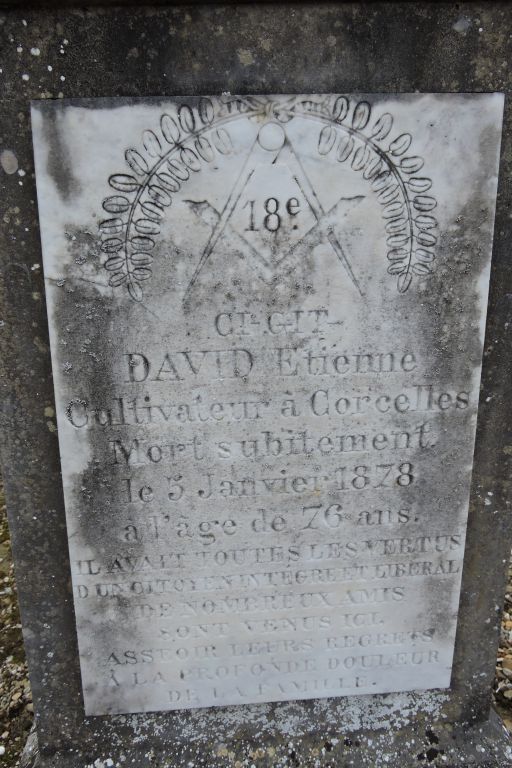 18e
CI-GIT
DAVID Etienne
Cultivateur à Corcelles
Mort subitement
le 5 Janvier 1878
a l'age de 76 ans.
IL AVAIT TOUTES LES VERTUS
D'UN CITOYEN INTEGRE ET LIBERAL
DE NOMBREUX AMIS
SONT VENUS ICI,
ASSEOIR LEURS REGRETS
À LA PROFONDE DOULEUR
DE LA FAMILLE.